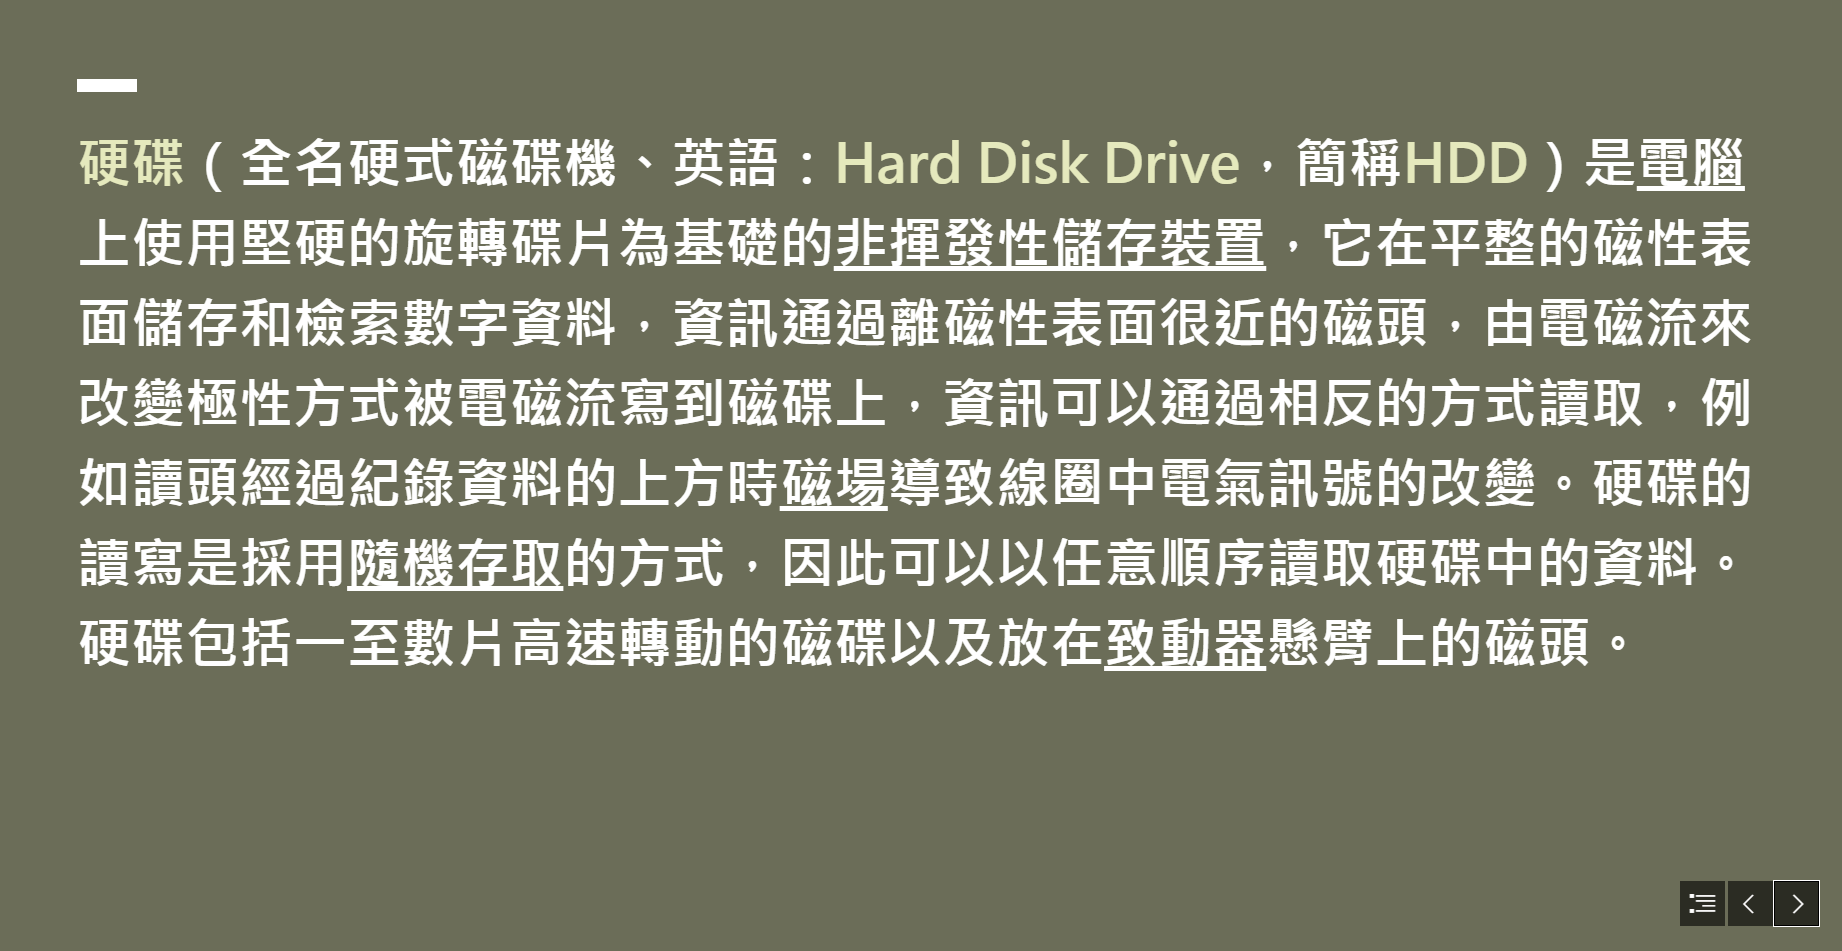 硬碟（全名硬式磁碟機、英語：Hard Disk Drive，簡稱HDD）是電腦
上使用堅硬的旋轉碟片為基礎的非揮發性儲存裝置，它在平整的磁性表
面儲存和檢索數字資料，資訊通過離磁性表面很近的磁頭，由電磁流來
改變極性方式被電磁流寫到磁碟上，資訊可以通過相反的方式讀取，例
如讀頭經過紀錄資料的上方時磁場導致線圈中電氣訊號的改變。硬碟的
讀寫是採用隨機存取的方式，因此可以以任意順序讀取硬碟中的資料。
硬碟包括一至數片高速轉動的磁碟以及放在致動器懸臂上的磁頭。